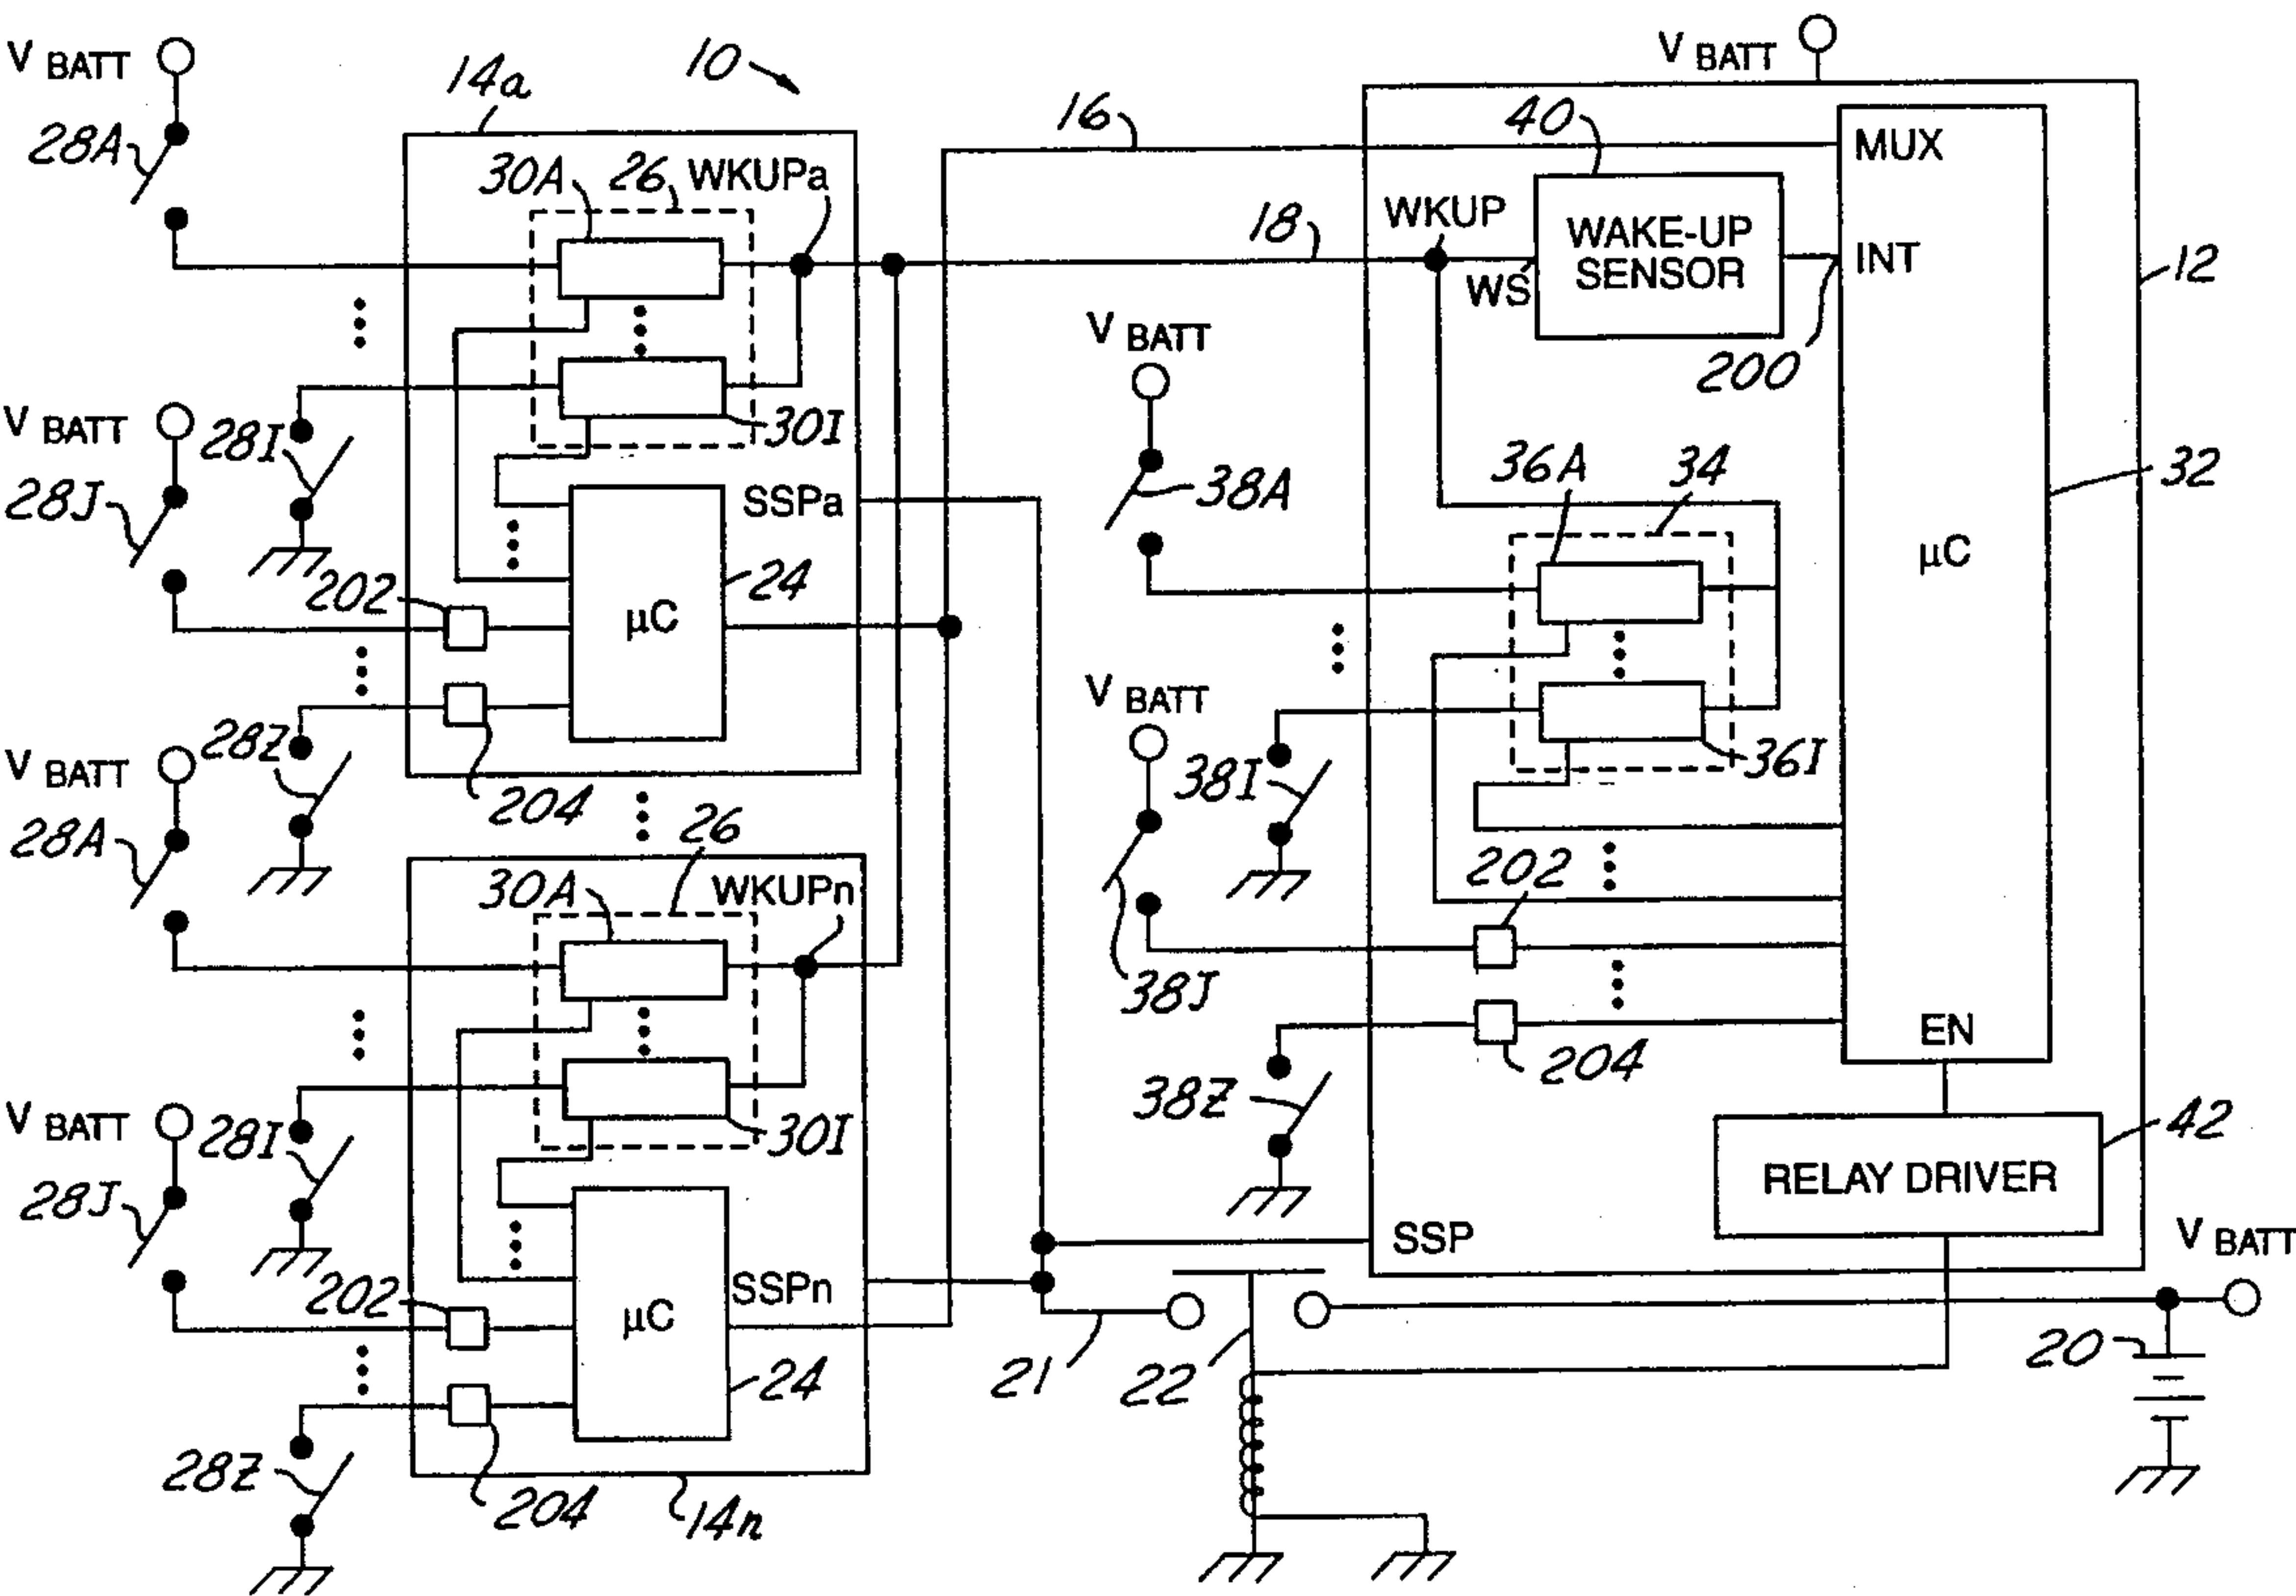 V BATT
14a
10
V BATT
28A
30A
26
WKUPa
16
40
MUX
18
WKUP
WS
WAKE-UP
SENSOR
INT
12
200
V BATT
V BATT
28I
30I
28J
SSPa
38A
36A
34
32
µC
202
µC
24
V BATT
28Z
204
V BATT
38I
36I
28A
26
30A
WKUPn
202
38J
204
EN
38Z
V BATT
28I
30I
28J
42
RELAY DRIVER
SSP
V BATT
202
µC
SSPn
24
21
22
20
28Z
204
14n